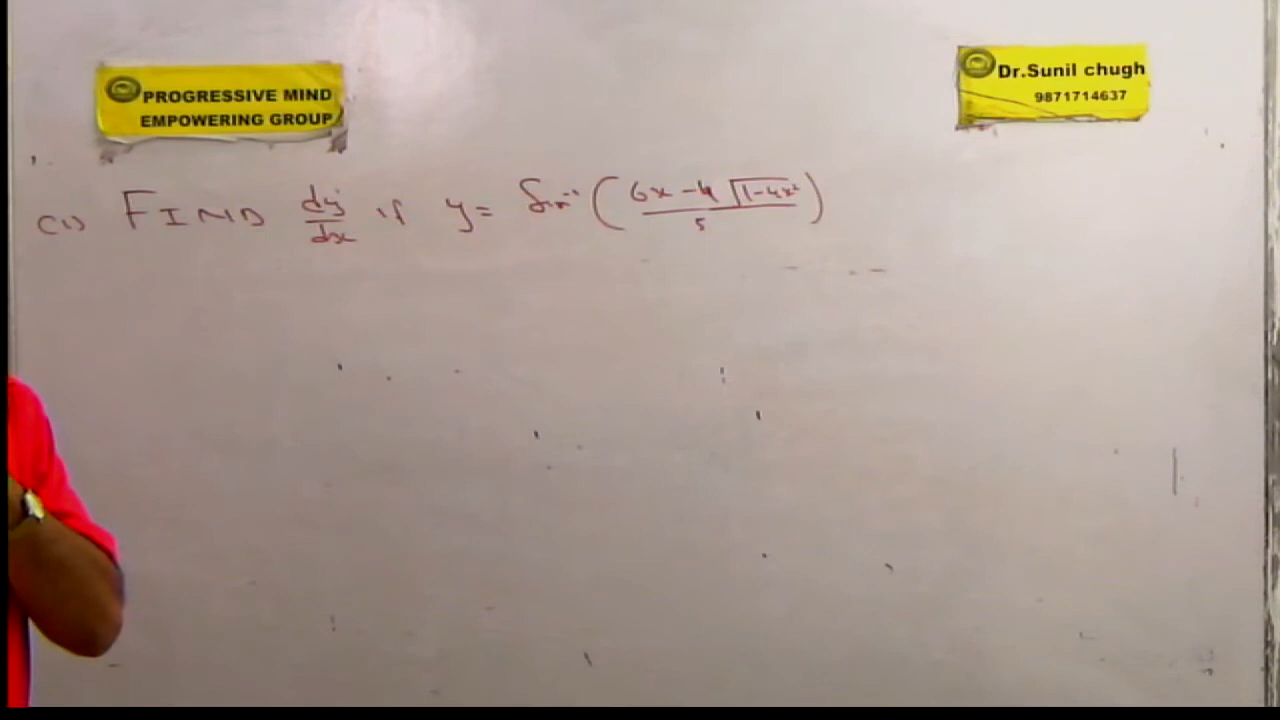 PROGRESSIVE MIND
EMPOWERING GROUP
Dr.Sunil chugh
9871714637
(1) FIND dy/dx if y = Sin⁻¹ ( (6x - 4 √(1-4x²)) / 5 )